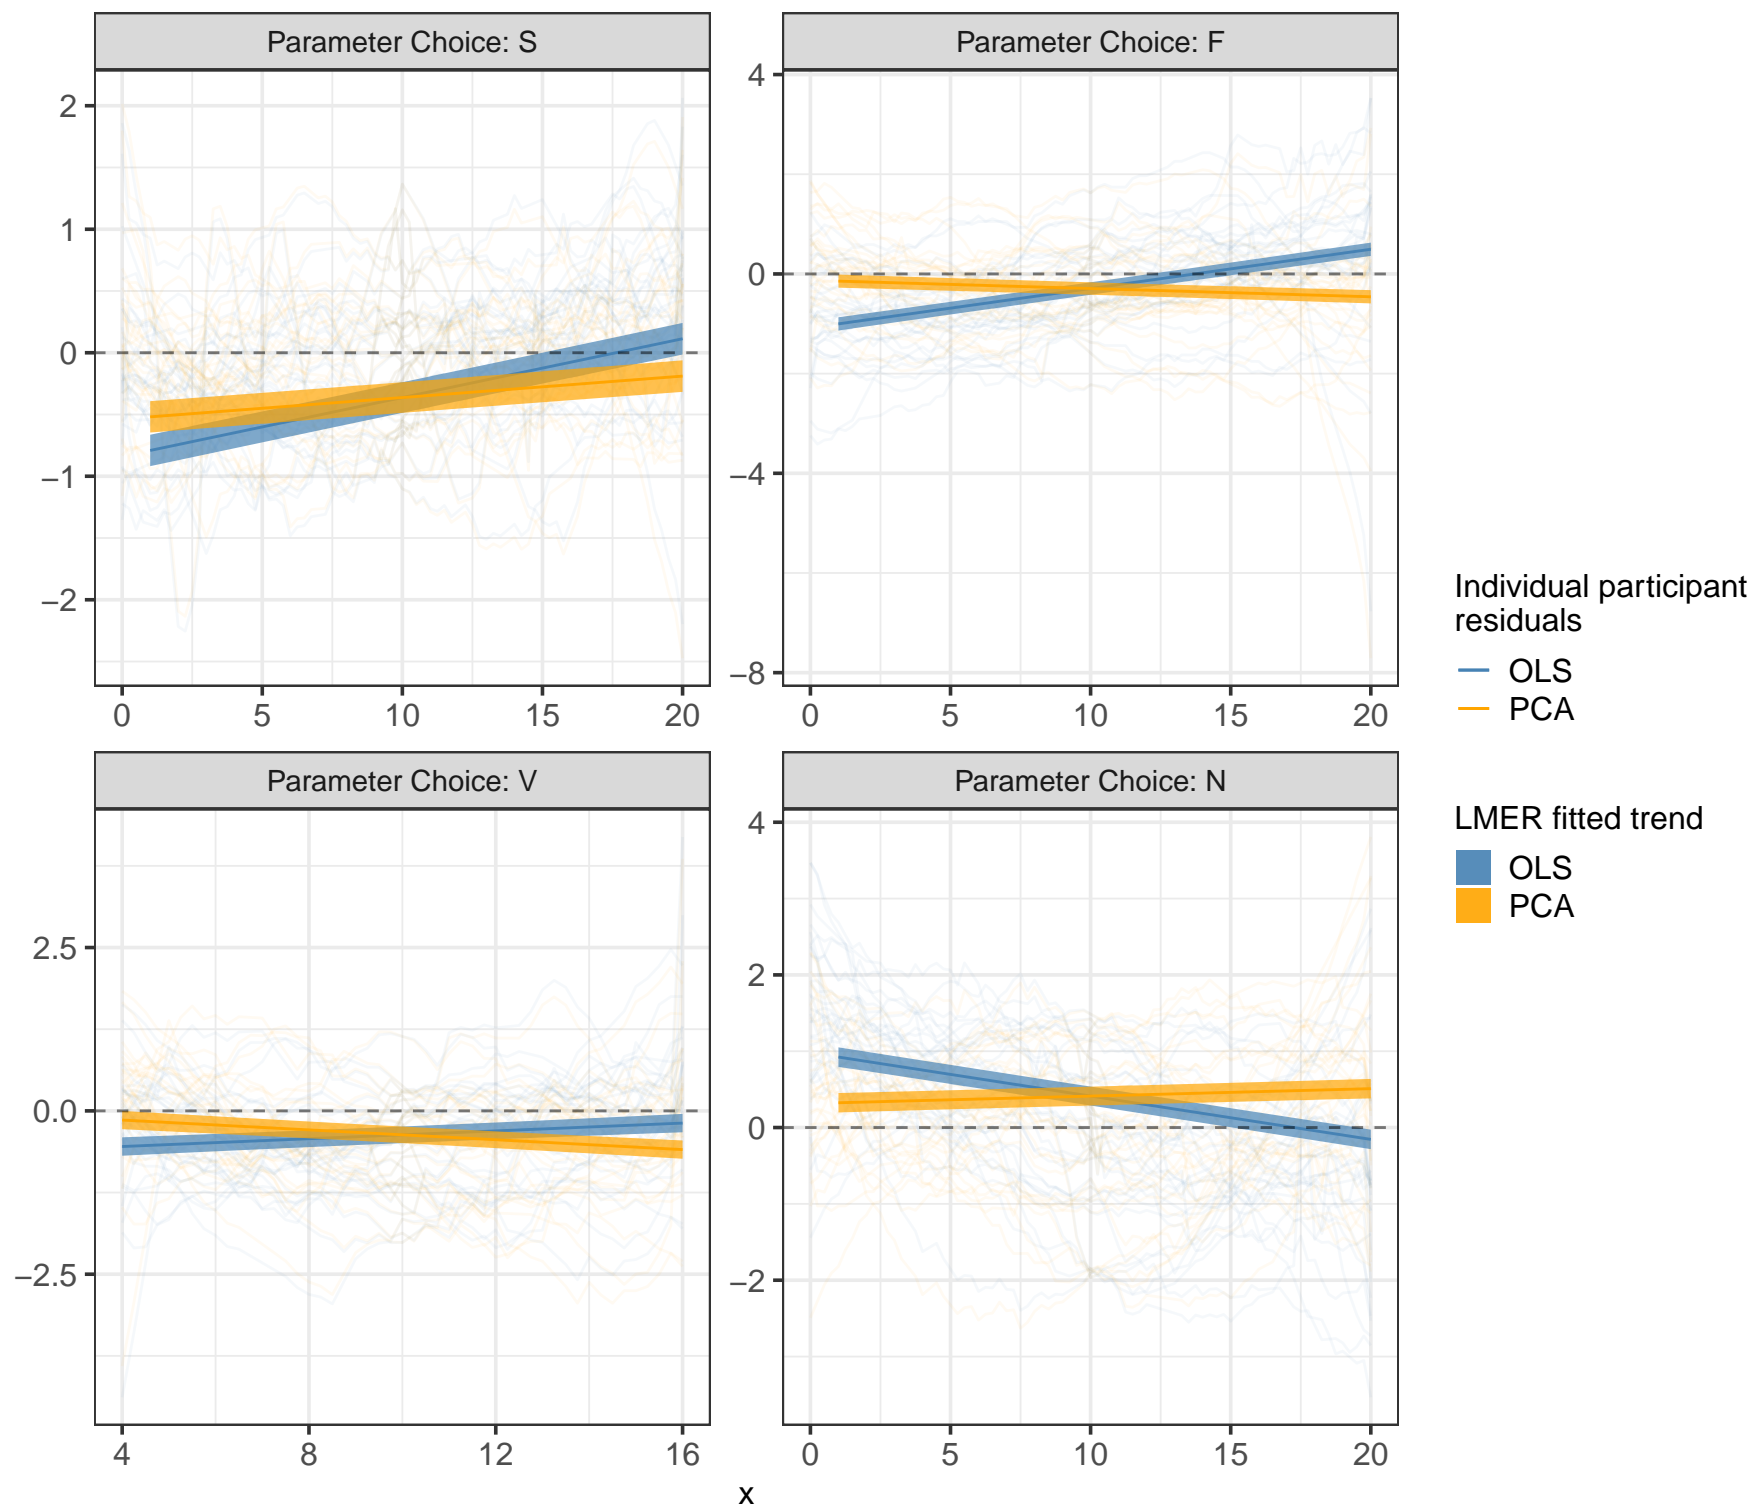 Parameter Choice: S
Parameter Choice: F
2
1
0
−1
−2
0 5 10 15 20
4
0
−4
−8
0 5 10 15 20
Parameter Choice: V
Parameter Choice: N
2.5
0.0
−2.5
4 8 12 16
4
2
0
−2
0 5 10 15 20
x
Individual participant
residuals
OLS
PCA
LMER fitted trend
OLS
PCA